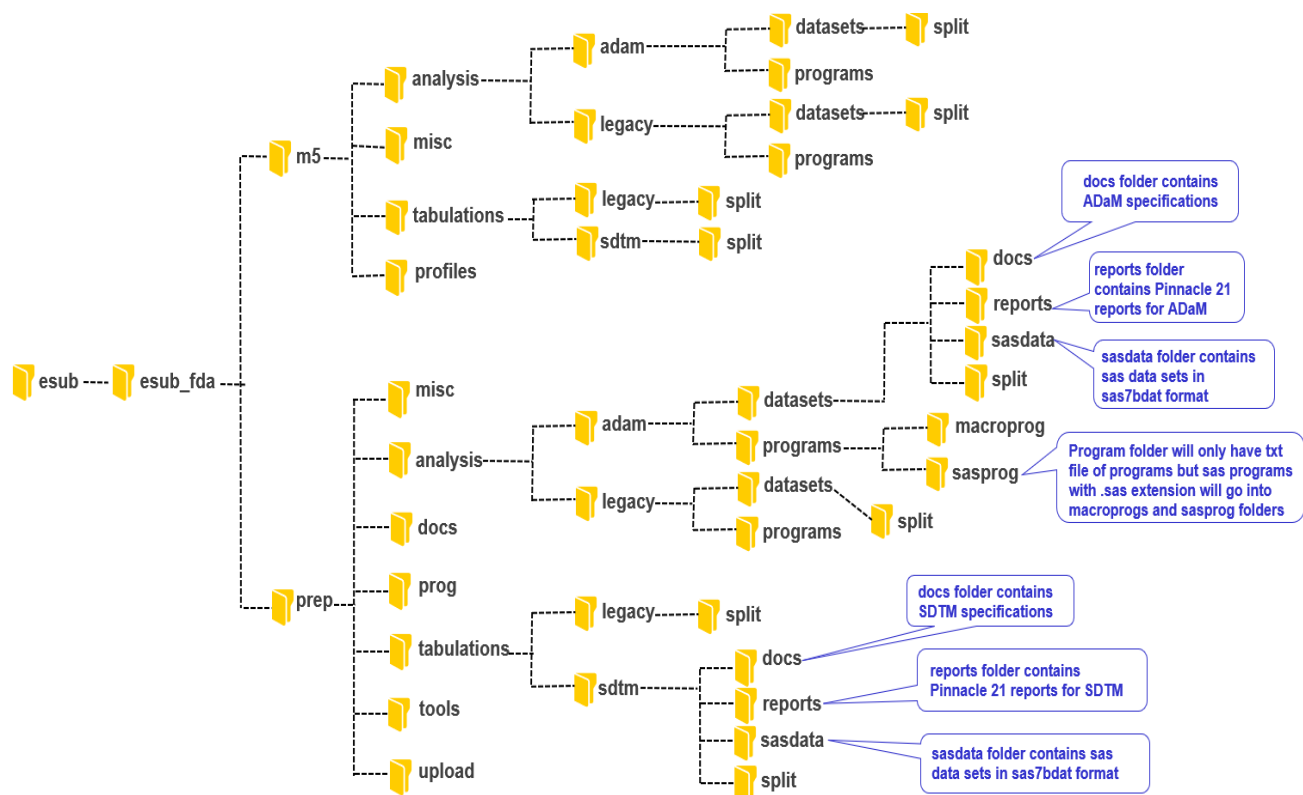 datasets
split
adam
programs
analysis
datasets
split
legacy
programs
misc
m5
legacy
split
tabulations
sdtm
split
profiles
docs folder contains
ADaM specifications
docs
reports folder
contains Pinnacle 21
reports for ADaM
reports
sasdata
sasdata folder contains
sas data sets in
sas7bdat format
split
esub
esub_fda
misc
datasets
adam
programs
macroprog
sasprog
Program folder will only have txt
file of programs but sas programs
with .sas extension will go into
macroprogs and sasprog folders
analysis
datasets
legacy
split
programs
docs
prog
prep
legacy
split
docs folder contains
SDTM specifications
tabulations
docs
sdtm
reports folder contains
Pinnacle 21 reports for SDTM
reports
tools
sasdata
sasdata folder contains sas
data sets in sas7bdat format
upload
split